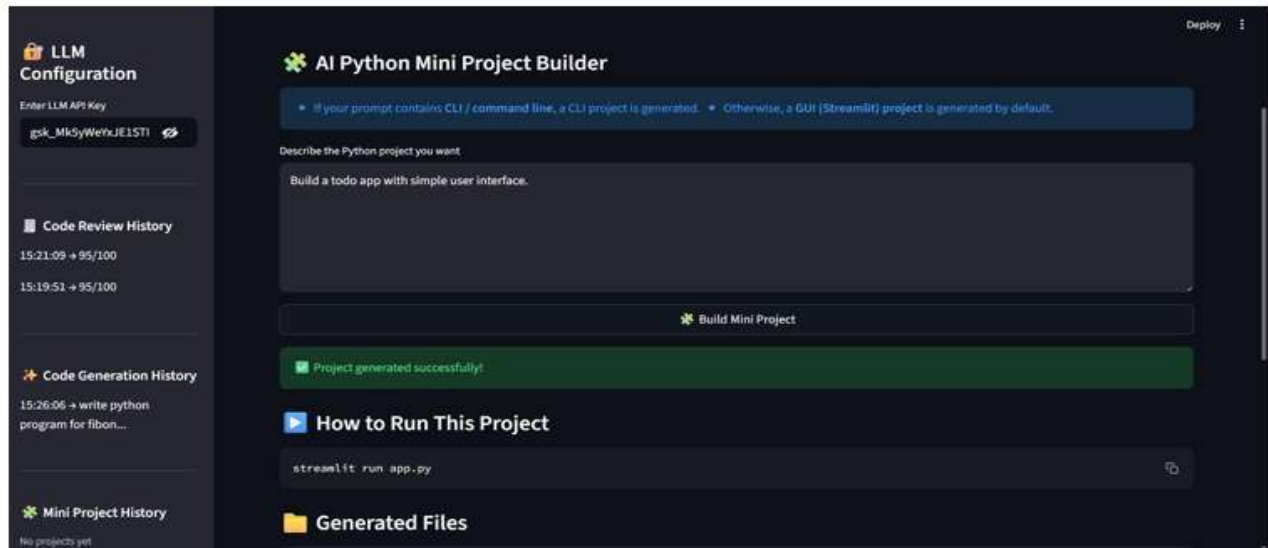 Deploy
LLM
Configuration
Enter LLM API Key
Code Review History
15:21:09 → 95/100
15:19:51 → 95/100
Code Generation History
15:26:06 → write python
program for fibon...
Mini Project History
No projects yet
AI Python Mini Project Builder
• If your prompt contains CLI / command line, a CLI project is generated. • Otherwise, a GUI (Streamlit) project is generated by default.
Describe the Python project you want
Build a todo app with simple user interface.
Build Mini Project
Project generated successfully!
How to Run This Project
streamlit run app.py
Generated Files